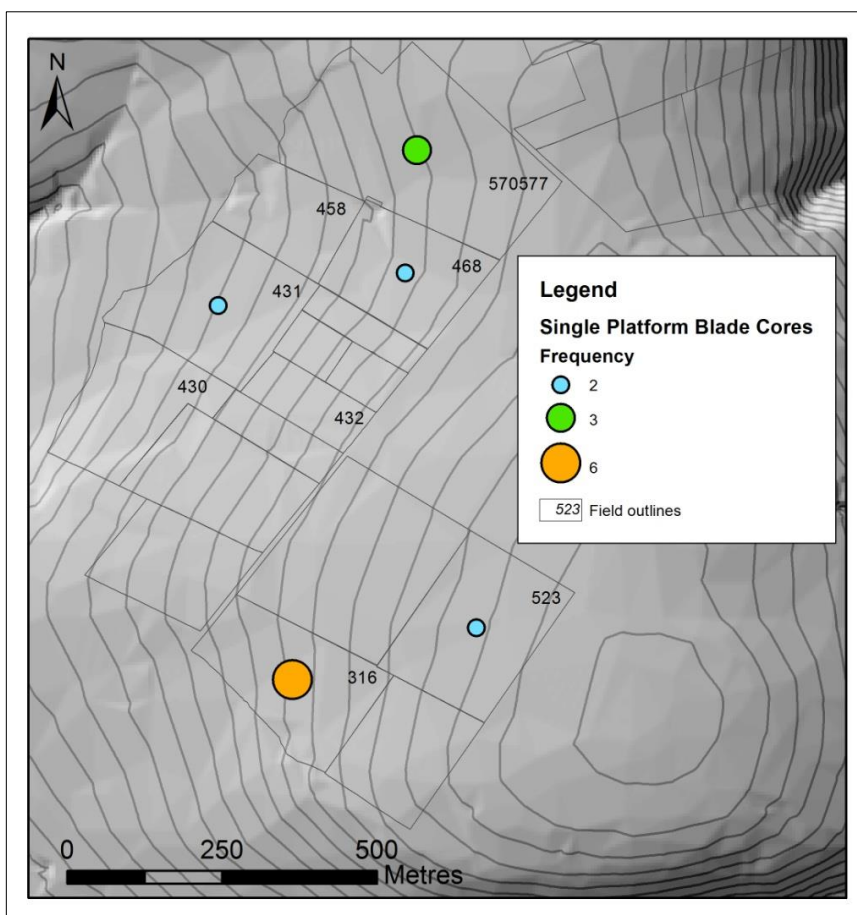 N
570577
458
468
431
430
432
523
316
Legend
Single Platform Blade Cores
Frequency
2
3
6
523 Field outlines
0 250 500
Metres